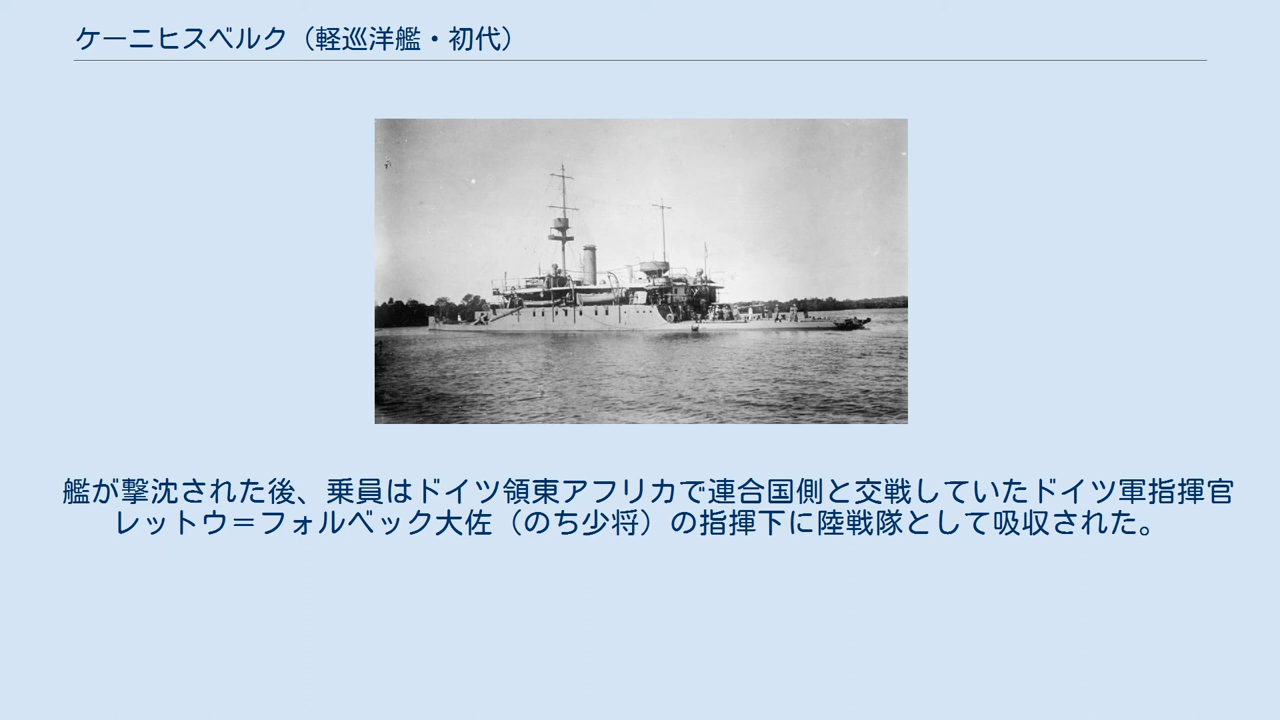 ケーニヒスベルク（軽巡洋艦・初代）
艦が撃沈された後、乗員はドイツ領東アフリカで連合国側と交戦していたドイツ軍指揮官
レットウ＝フォルベック大佐（のち少将）の指揮下に陸戦隊として吸収された。